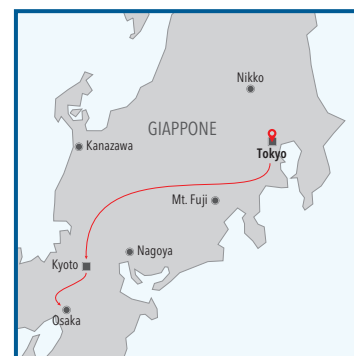 Nikko
GIAPPONE
Kanazawa
Tokyo
Mt. Fuji
Nagoya
Kyoto
Osaka